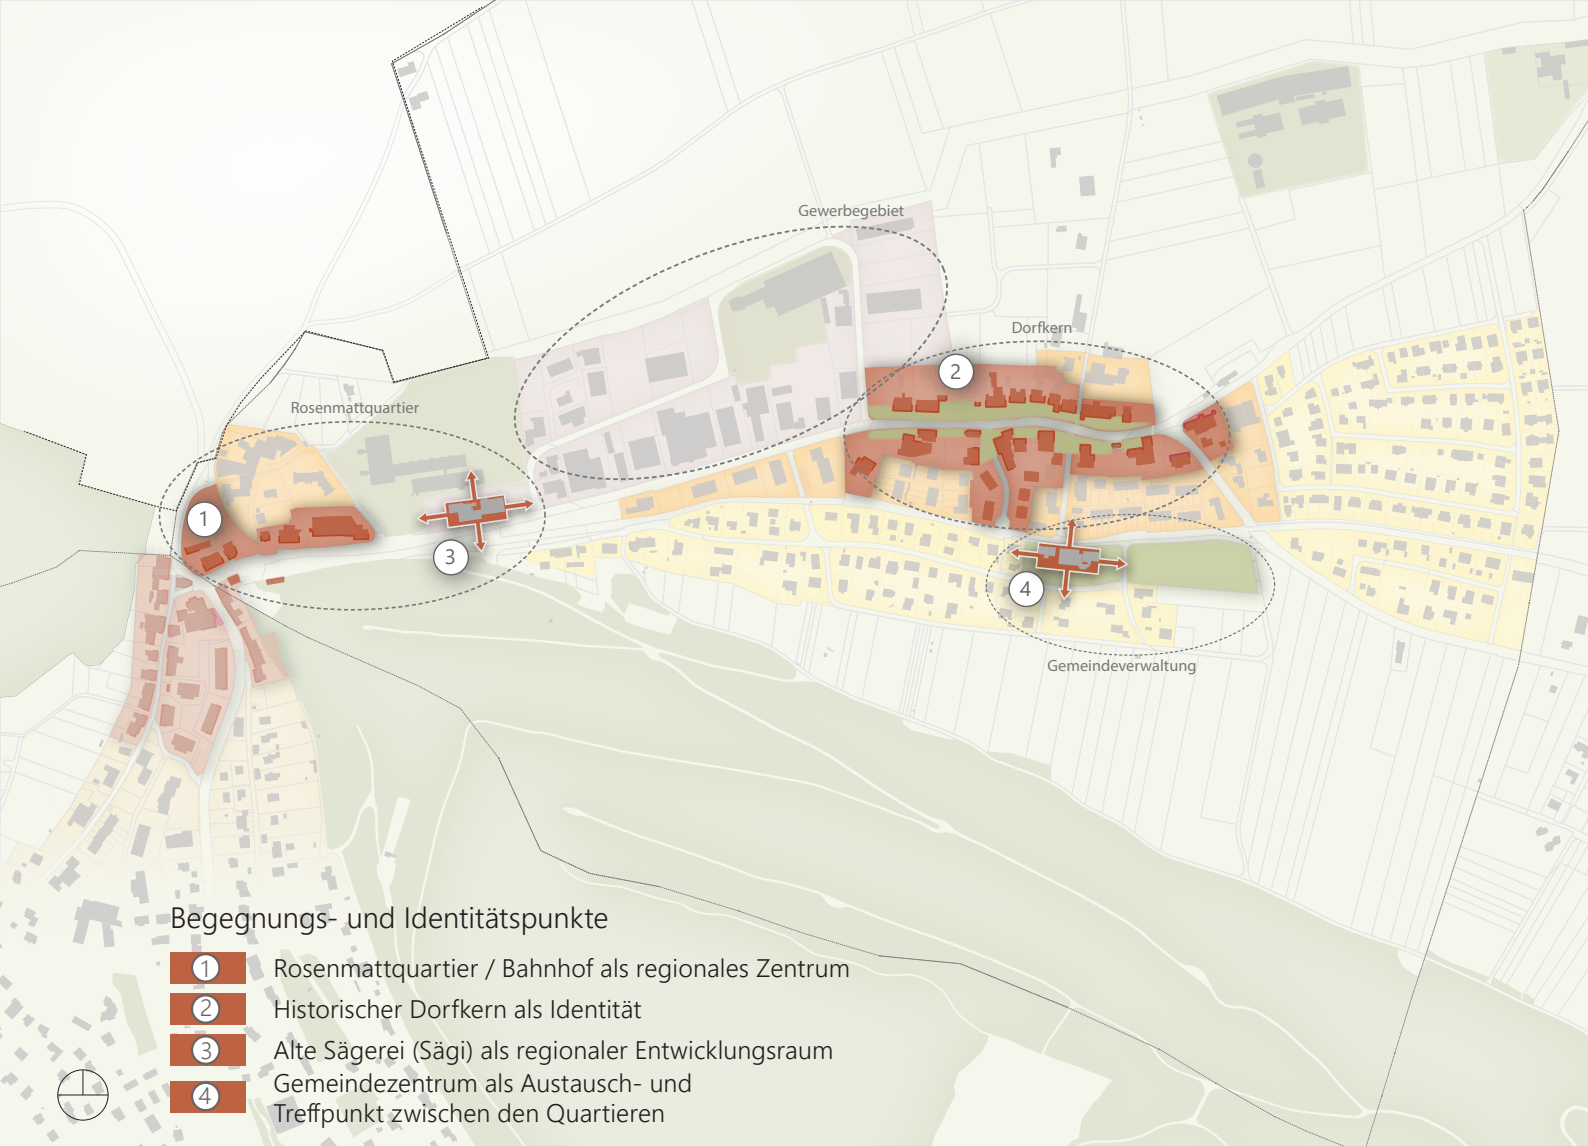 Gewerbegebiet
Dorfkern
2
Rosenmattquartier
1
3
4
Gemeindeverwaltung
Begegnungs- und Identitätspunkte
1 Rosenmattquartier / Bahnhof als regionales Zentrum
2 Historischer Dorfkern als Identität
3 Alte Sägerei (Sägi) als regionaler Entwicklungsraum
4 Gemeindezentrum als Austausch- und
Treffpunkt zwischen den Quartieren